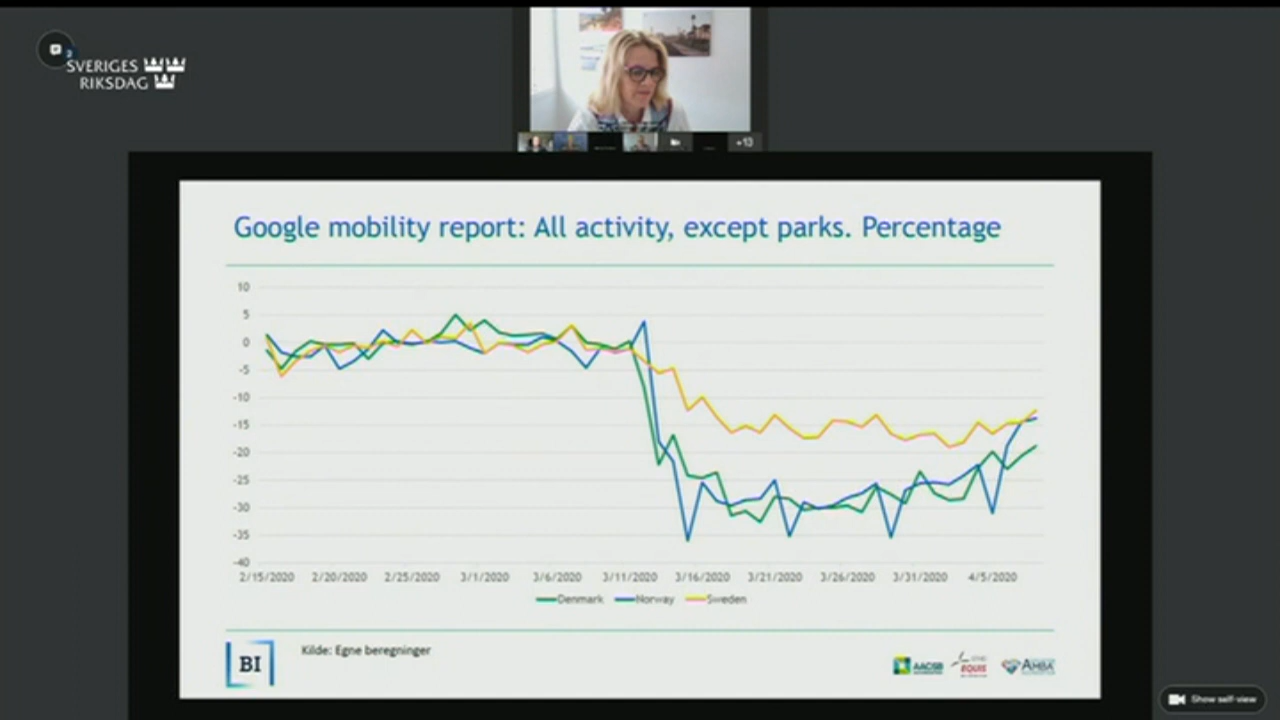 2
SVERIGES
RIKSDAG
+13
Google mobility report: All activity, except parks. Percentage
10
5
0
-5
-10
-15
-20
-25
-30
-35
-40
2/15/2020 2/20/2020 2/25/2020 3/1/2020 3/6/2020 3/11/2020 3/16/2020 3/21/2020 3/26/2020 3/31/2020 4/5/2020
Denmark Norway Sweden
BI
Kilde: Egne beregninger
AACSB
EQUIS
AMBA
Show self-view